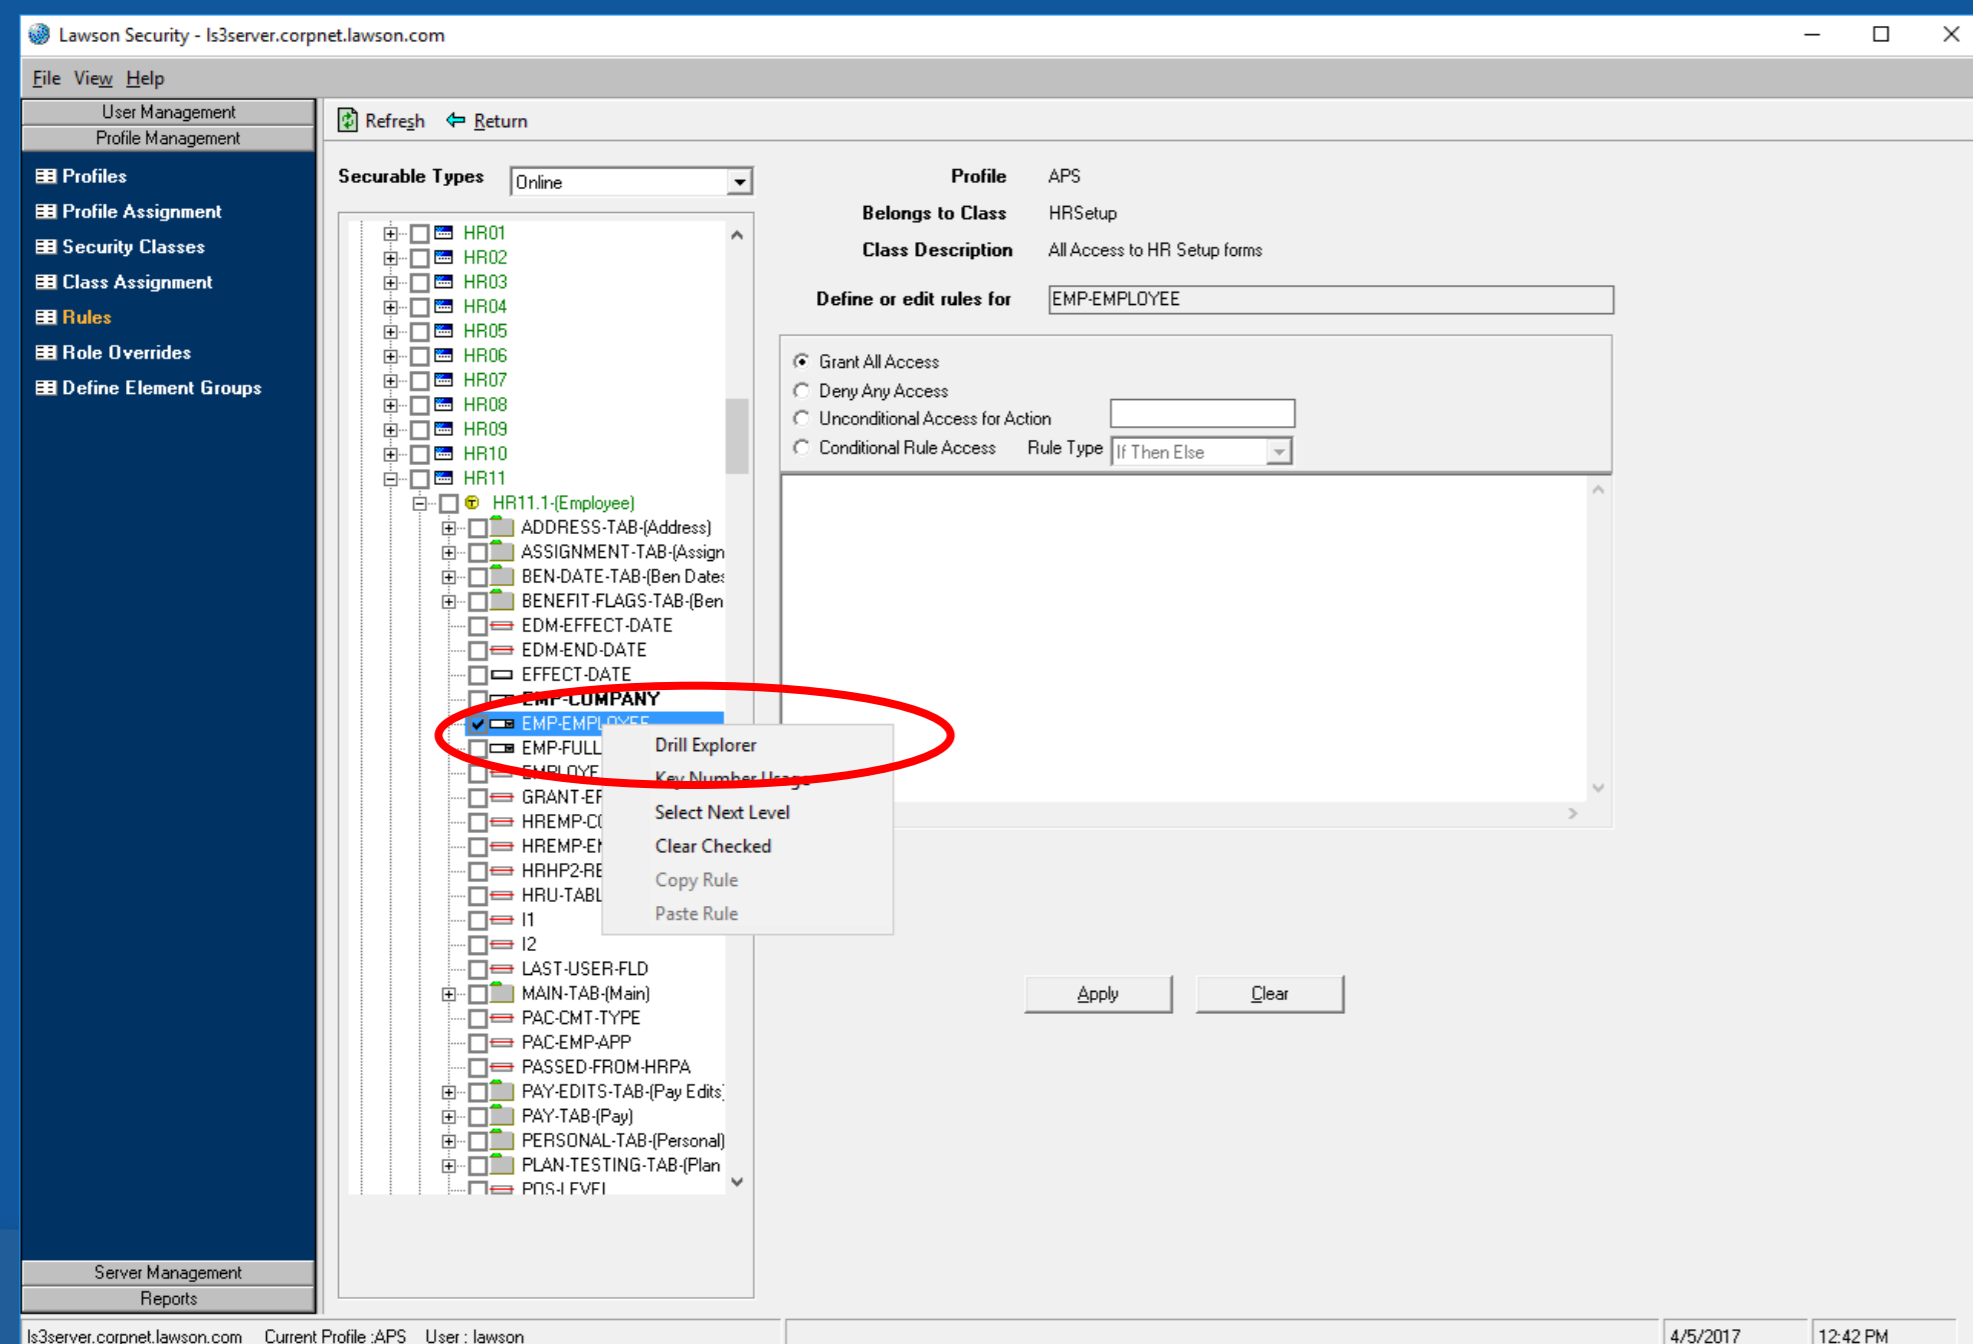 Lawson Security - ls3server.corpnet.lawson.com
File View Help
User Management
Profile Management
Profiles
Profile Assignment
Security Classes
Class Assignment
Rules
Role Overrides
Define Element Groups
Server Management
Reports
Refresh Return
Securable Types Online
HR01
HR02
HR03
HR04
HR05
HR06
HR07
HR08
HR09
HR10
HR11
HR11.1-(Employee)
ADDRESS-TAB-(Address)
ASSIGNMENT-TAB-(Assign
BEN-DATE-TAB-(Ben Dates
BENEFIT-FLAGS-TAB-(Ben
EDM-EFFECT-DATE
EDM-END-DATE
EFFECT-DATE
EMP-COMPANY
EMP-EMPLOYEE
EMP-FULL
EMPLOYE
GRANT-EF
HREMP-CO
HREMP-EN
HRHP2-RE
HRU-TABL
I1
I2
LAST-USER-FLD
MAIN-TAB-(Main)
PAC-CMT-TYPE
PAC-EMP-APP
PASSED-FROM-HRPA
PAY-EDITS-TAB-(Pay Edits)
PAY-TAB-(Pay)
PERSONAL-TAB-(Personal)
PLAN-TESTING-TAB-(Plan
POS-LEVEL
Drill Explorer
Key Number Usage
Select Next Level
Clear Checked
Copy Rule
Paste Rule
Profile APS
Belongs to Class HRSetup
Class Description All Access to HR Setup forms
Define or edit rules for EMP-EMPLOYEE
Grant All Access
Deny Any Access
Unconditional Access for Action
Conditional Rule Access Rule Type If Then Else
Apply Clear
ls3server.corpnet.lawson.com Current Profile :APS User : lawson 4/5/2017 12:42 PM